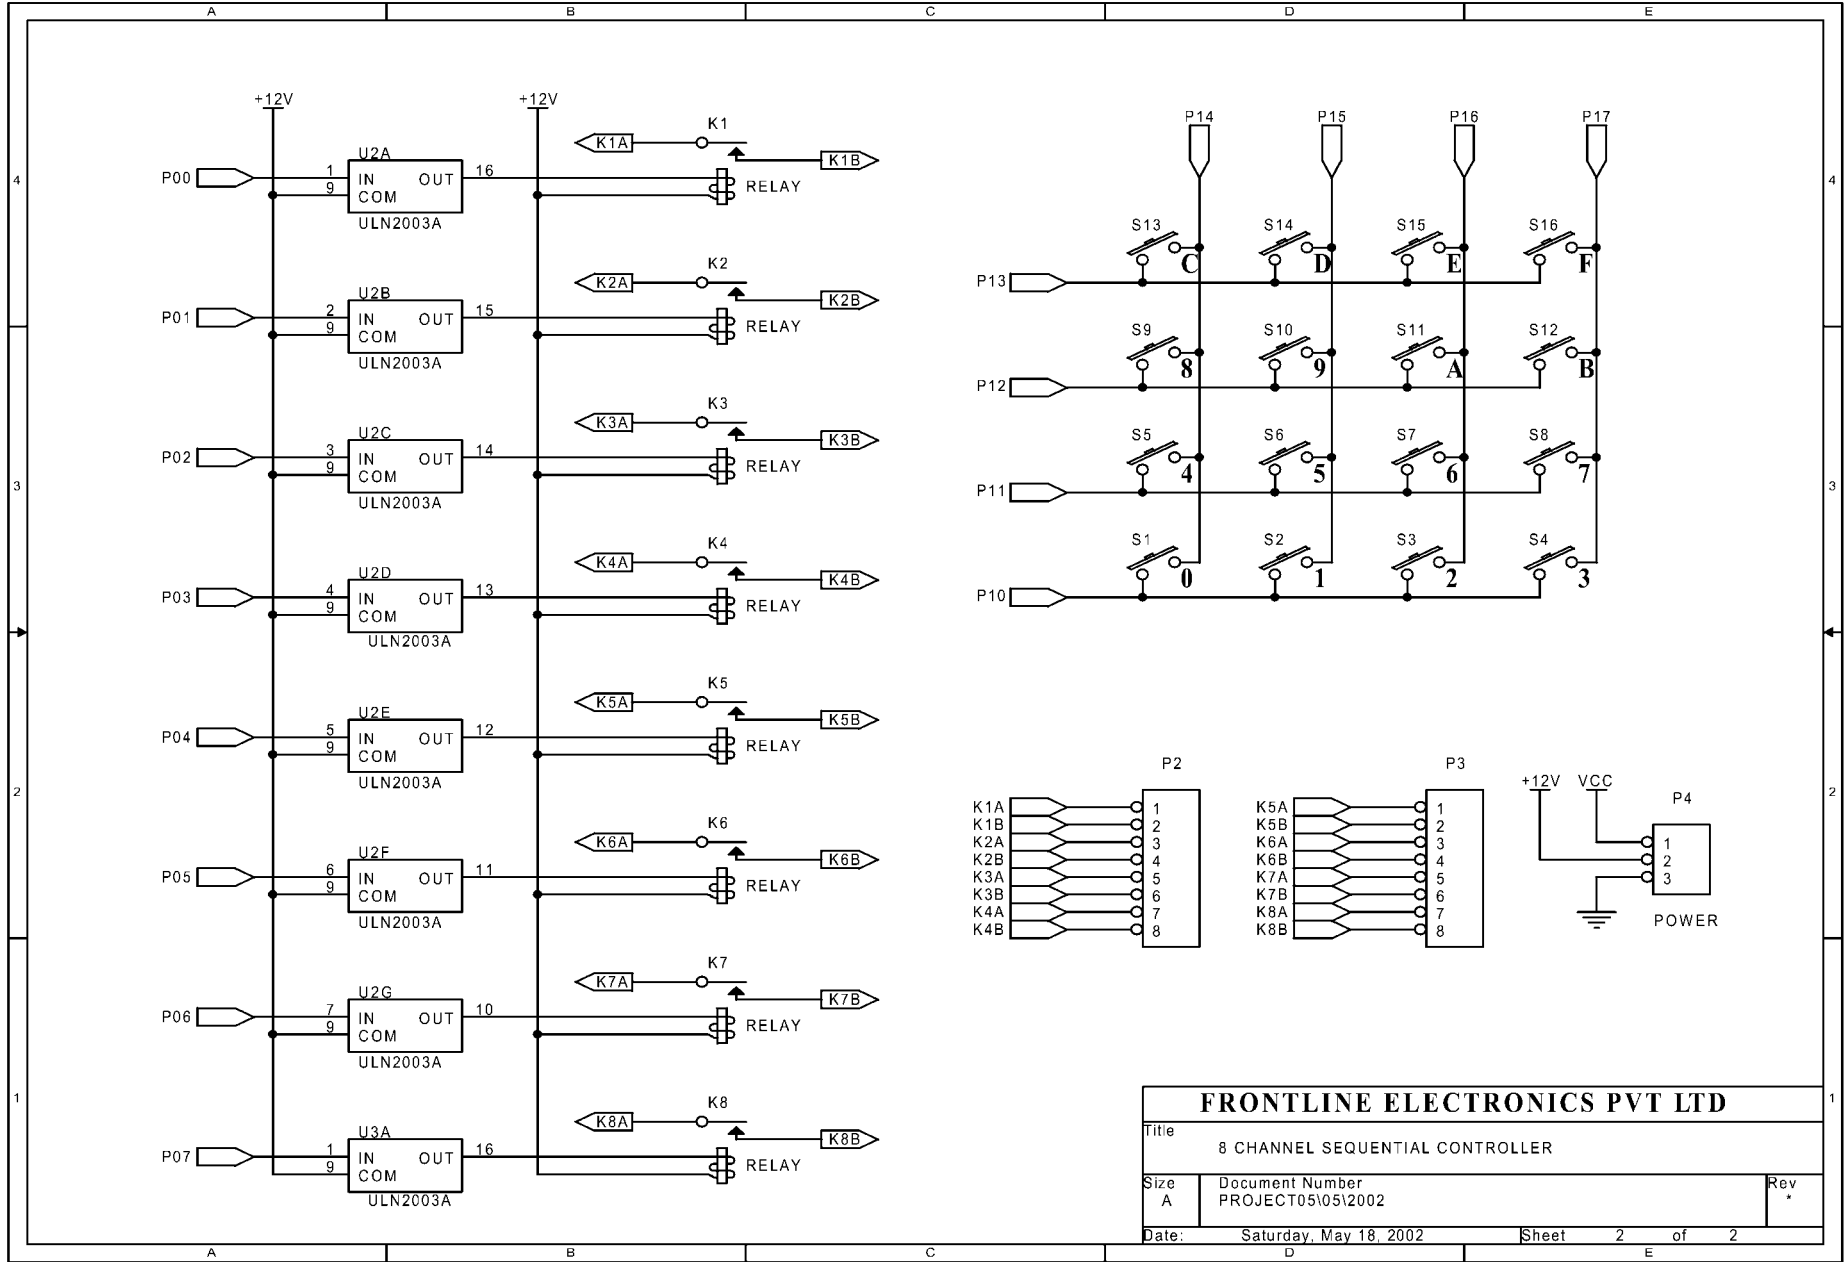 A B C D E
+12V +12V
K1
K1A
K1B
U2A
P00 1 IN OUT 16
9 COM
RELAY
ULN2003A
K2
K2A
K2B
U2B
P01 2 IN OUT 15
9 COM
RELAY
ULN2003A
K3
K3A
K3B
U2C
P02 3 IN OUT 14
9 COM
RELAY
ULN2003A
K4
K4A
K4B
U2D
P03 4 IN OUT 13
9 COM
RELAY
ULN2003A
K5
K5A
K5B
U2E
P04 5 IN OUT 12
9 COM
RELAY
ULN2003A
K6
K6A
K6B
U2F
P05 6 IN OUT 11
9 COM
RELAY
ULN2003A
K7
K7A
K7B
U2G
P06 7 IN OUT 10
9 COM
RELAY
ULN2003A
K8
K8A
K8B
U3A
P07 1 IN OUT 16
9 COM
RELAY
ULN2003A
P14 P15 P16 P17
S13 S14 S15 S16
C D E F
P13
S9 S10 S11 S12
8 9 A B
P12
S5 S6 S7 S8
4 5 6 7
P11
S1 S2 S3 S4
0 1 2 3
P10
P2
K1A 1
K1B 2
K2A 3
K2B 4
K3A 5
K3B 6
K4A 7
K4B 8
P3
K5A 1
K5B 2
K6A 3
K6B 4
K7A 5
K7B 6
K8A 7
K8B 8
+12V VCC
P4
1
2
3
POWER
4 4
3 3
2 2
1 1
FRONTLINE ELECTRONICS PVT LTD
Title
8 CHANNEL SEQUENTIAL CONTROLLER
Size Document Number Rev
A PROJECT05\05\2002 *
Date: Saturday, May 18, 2002 Sheet 2 of 2
A B C D E